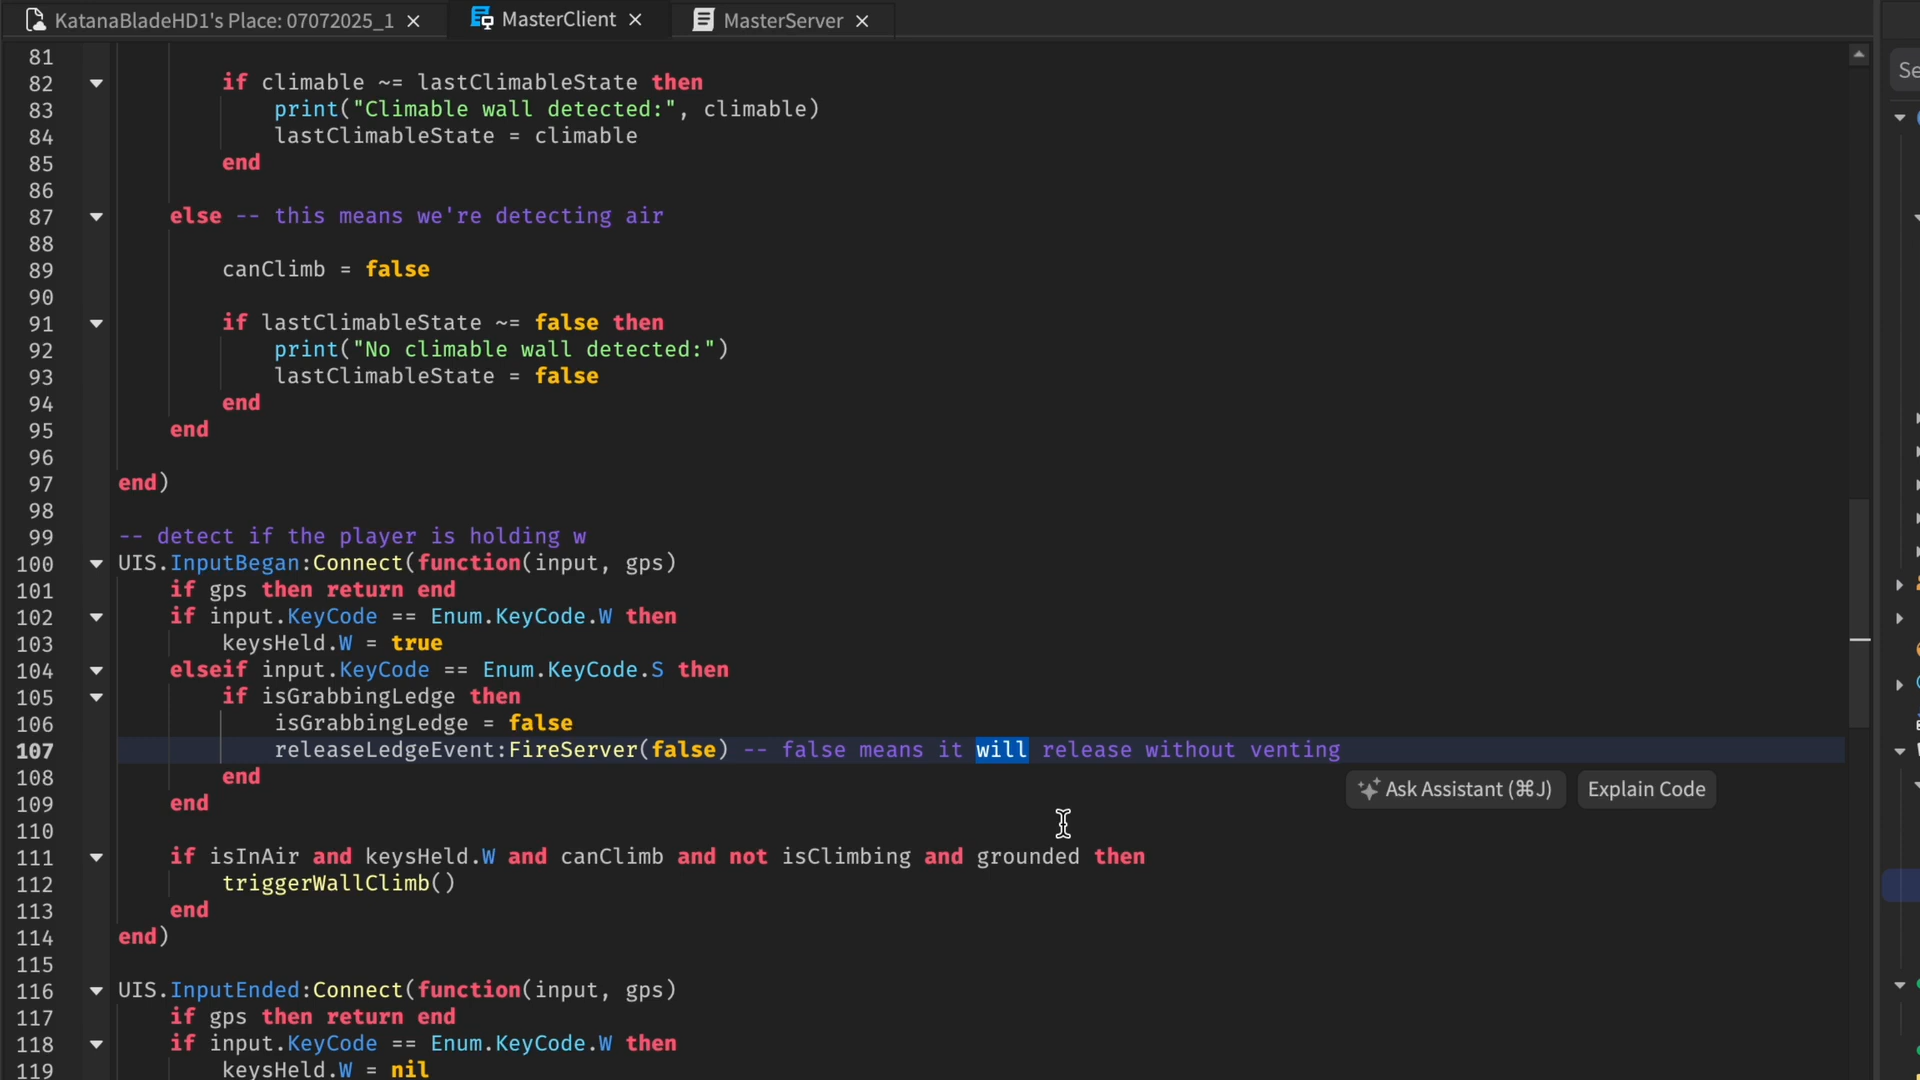 KatanaBladeHD1's Place: 07072025_1 × MasterClient × MasterServer ×
Se
81
82 if climable ~= lastClimableState then
83 print("Climable wall detected:", climable)
84 lastClimableState = climable
85 end
86
87 else -- this means we're detecting air
88
89 canClimb = false
90
91 if lastClimableState ~= false then
92 print("No climable wall detected:")
93 lastClimableState = false
94 end
95 end
96
97 end)
98
99 -- detect if the player is holding w
100 UIS.InputBegan:Connect(function(input, gps)
101 if gps then return end
102 if input.KeyCode == Enum.KeyCode.W then
103 keysHeld.W = true
104 elseif input.KeyCode == Enum.KeyCode.S then
105 if isGrabbingLedge then
106 isGrabbingLedge = false
107 releaseLedgeEvent:FireServer(false) -- false means it will release without venting
108 end
Ask Assistant (⌘J) Explain Code
109 end
110
111 if isInAir and keysHeld.W and canClimb and not isClimbing and grounded then
112 triggerWallClimb()
113 end
114 end)
115
116 UIS.InputEnded:Connect(function(input, gps)
117 if gps then return end
118 if input.KeyCode == Enum.KeyCode.W then
119 keysHeld.W = nil